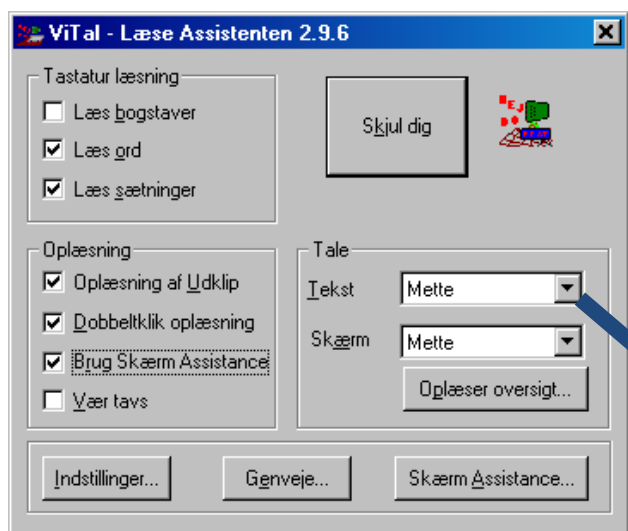 ViTal - Læse Assistenten 2.9.6
Tastatur læsning
Læs bogstaver
Læs ord
Læs sætninger
Skjul dig
Oplæsning
Oplæsning af Udklip
Dobbeltklik oplæsning
Brug Skærm Assistance
Vær tavs
Tale
Tekst Mette
Skærm Mette
Oplæser oversigt...
Indstillinger... Genveje... Skærm Assistance...